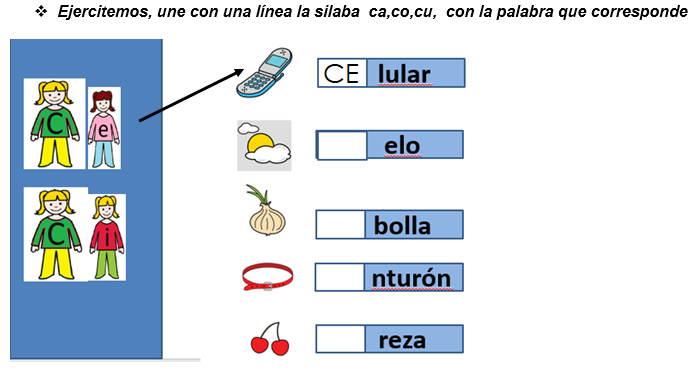 ❖ Ejercitemos, une con una línea la silaba ca,co,cu, con la palabra que corresponde
CE lular
C e
elo
C i
bolla
nturón
reza